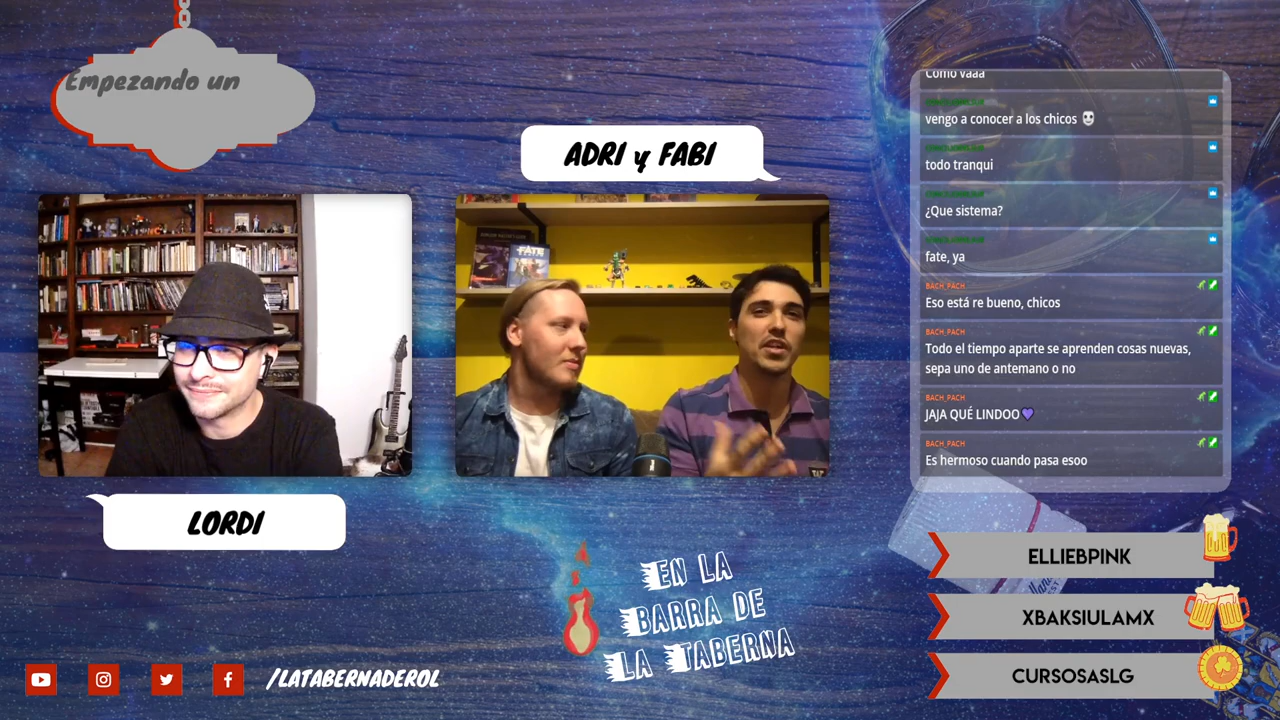 Empezando un
ADRI y FABI
FATE
LORDI
Como vaaa
vengo a conocer a los chicos
todo tranqui
¿Que sistema?
fate, ya
BACH_PACH
Eso está re bueno, chicos
BACH_PACH
Todo el tiempo aparte se aprenden cosas nuevas,
sepa uno de antemano o no
BACH_PACH
JAJA QUÉ LINDOO💜
BACH_PACH
Es hermoso cuando pasa esoo
EN LA
BARRA DE
LA TABERNA
ELLIEBPINK
XBAKSIULAMX
CURSOSASLG
/LATABERNADEROL